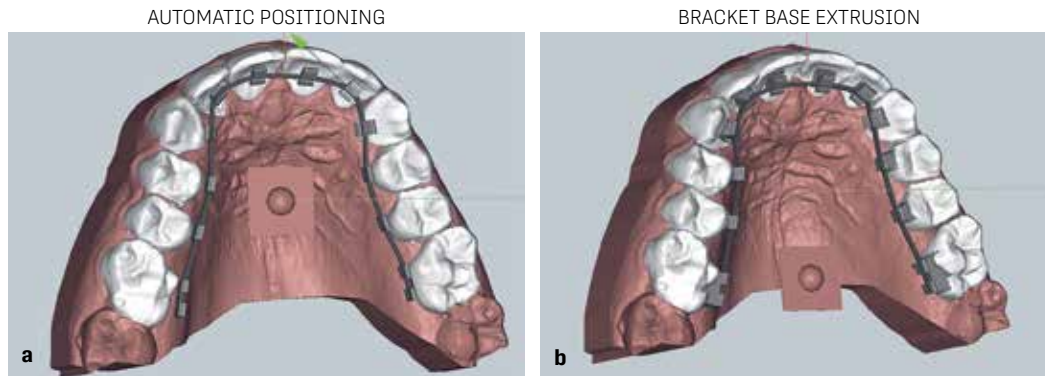 AUTOMATIC POSITIONING
BRACKET BASE EXTRUSION
a
b